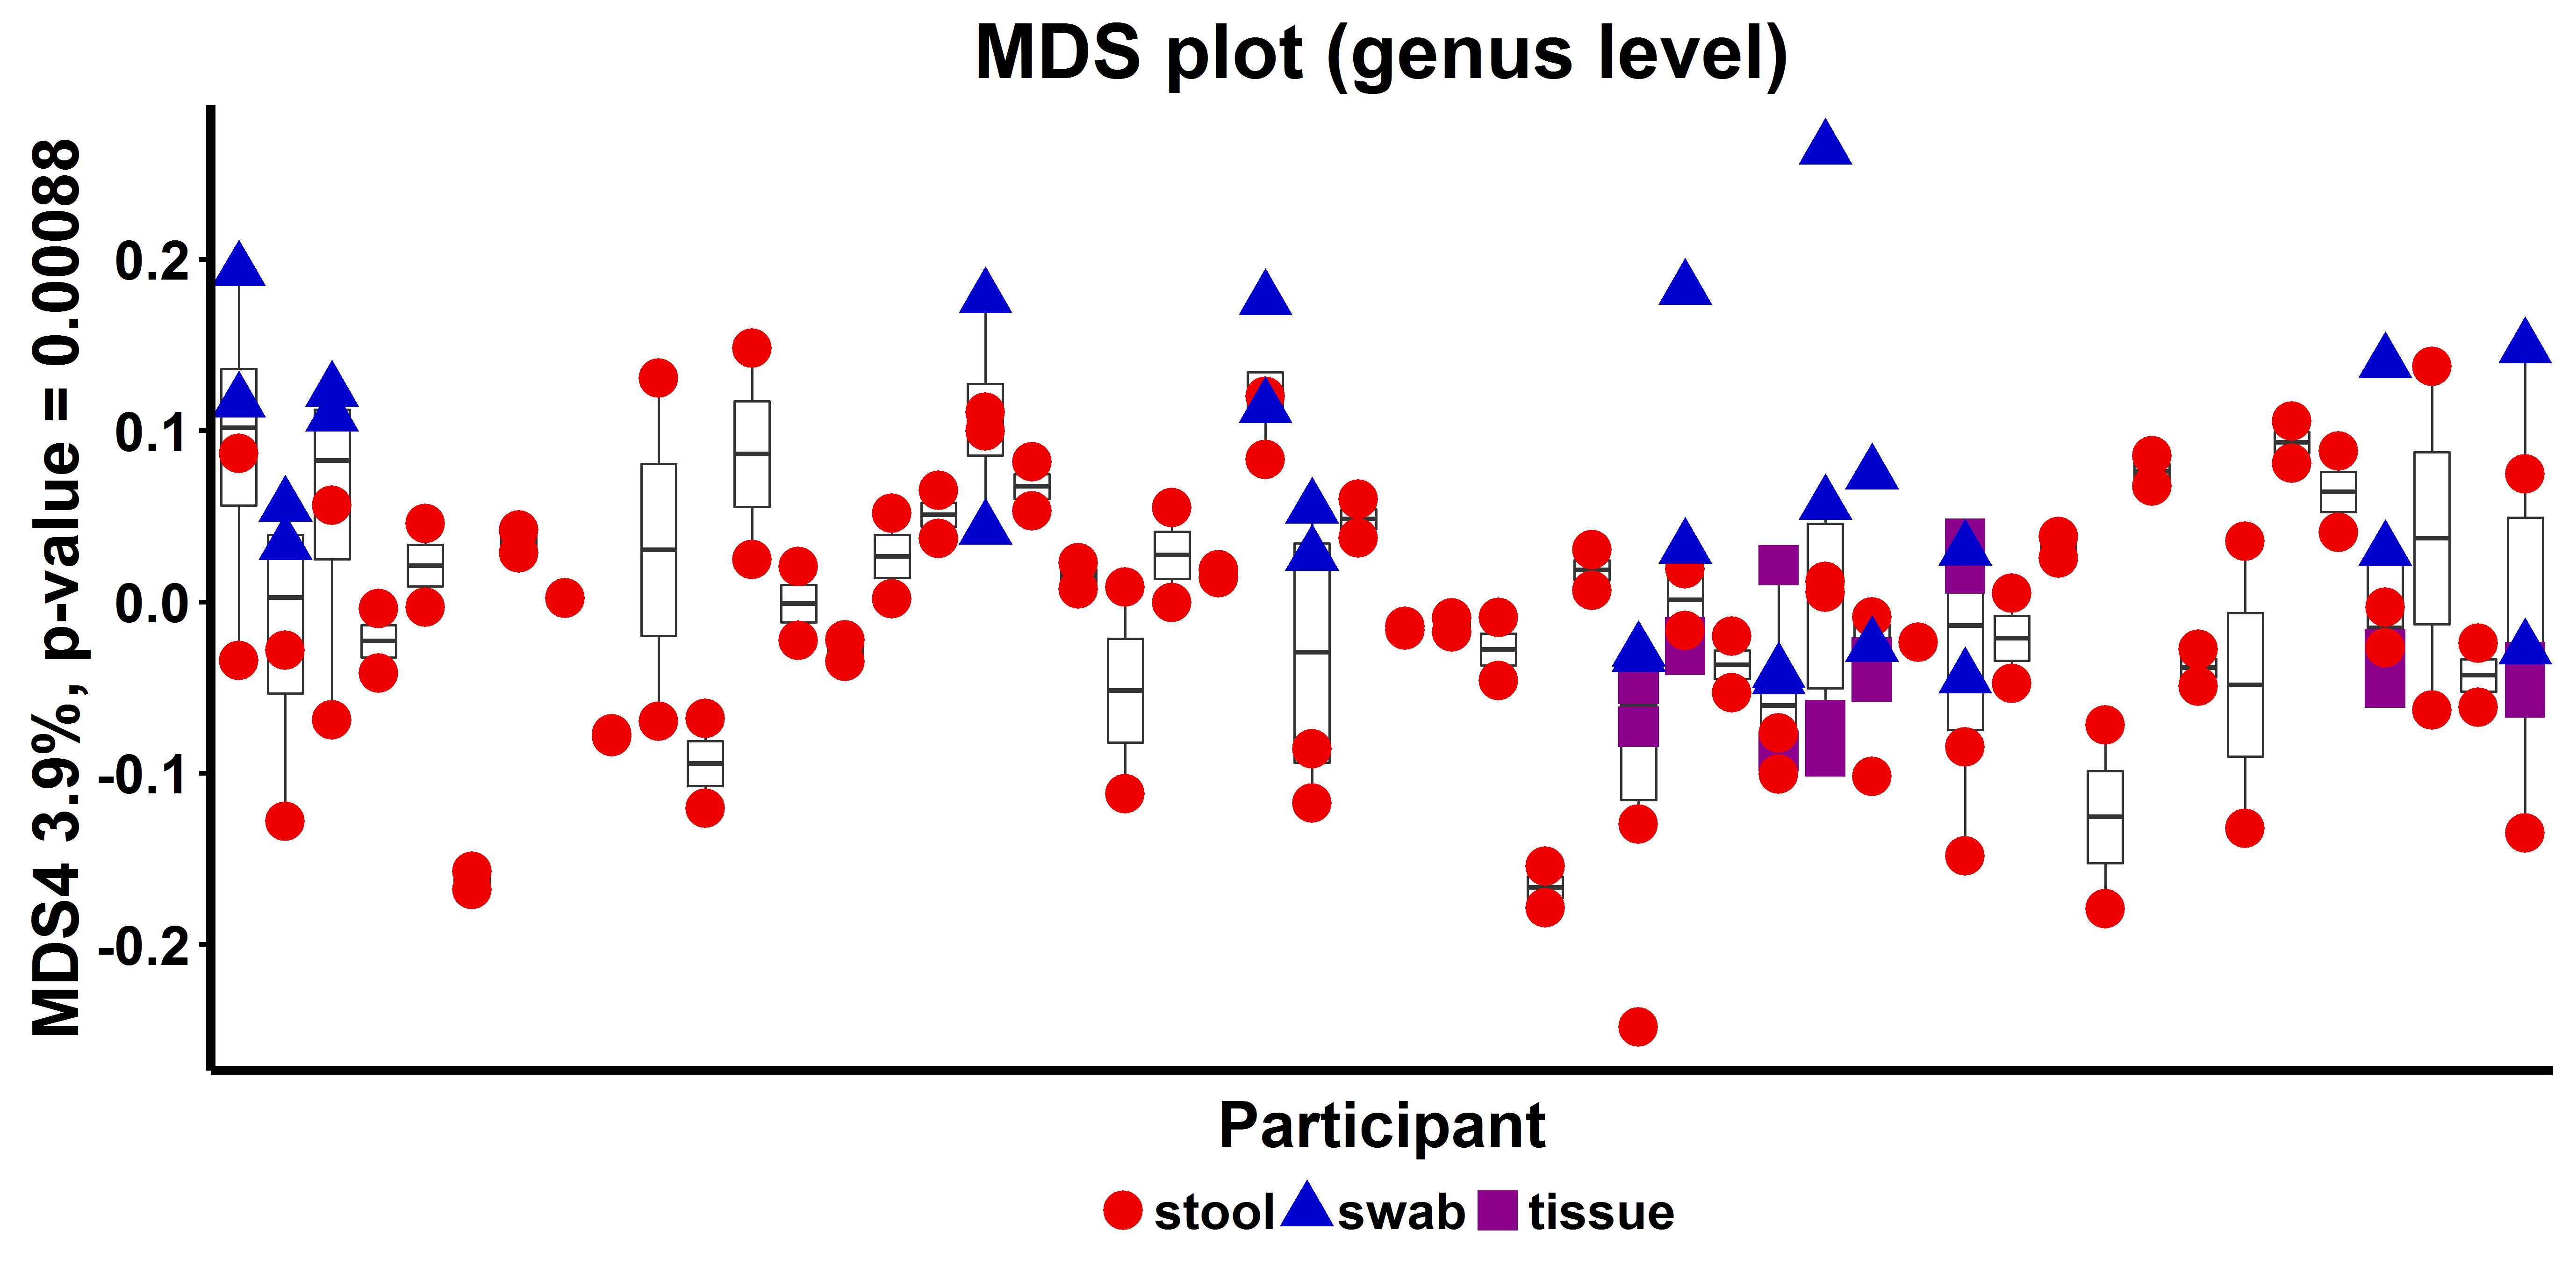 MDS plot (genus level)
MDS4 3.9%, p-value = 0.00088
0.2
0.1
0.0
-0.1
-0.2
Participant
stool swab tissue